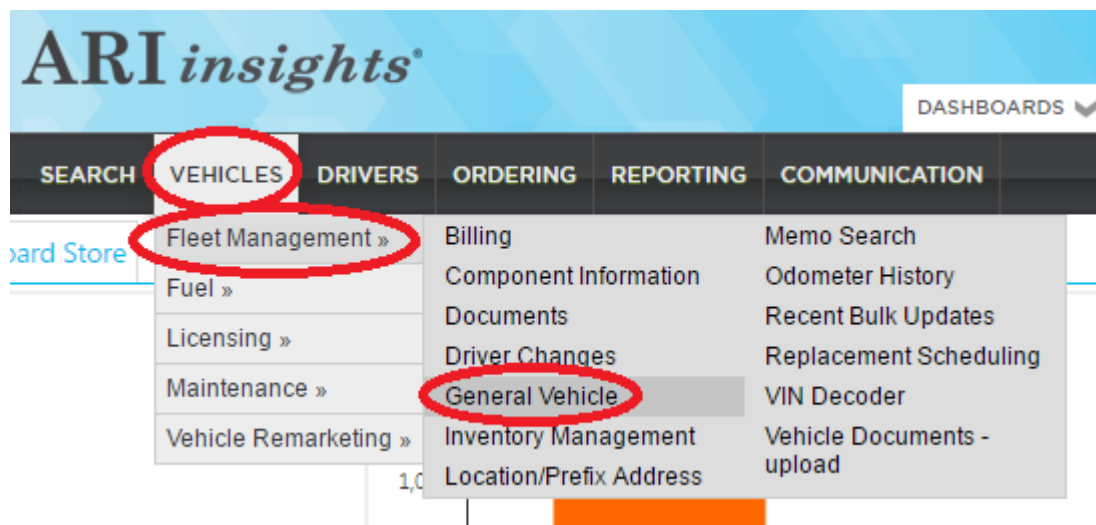 ARI insights®
DASHBOARDS
SEARCH VEHICLES DRIVERS ORDERING REPORTING COMMUNICATION
Store
Fleet Management »
Fuel »
Licensing »
Maintenance »
Vehicle Remarketing »
Billing
Component Information
Documents
Driver Changes
General Vehicle
Inventory Management
Location/Prefix Address
Memo Search
Odometer History
Recent Bulk Updates
Replacement Scheduling
VIN Decoder
Vehicle Documents -
upload